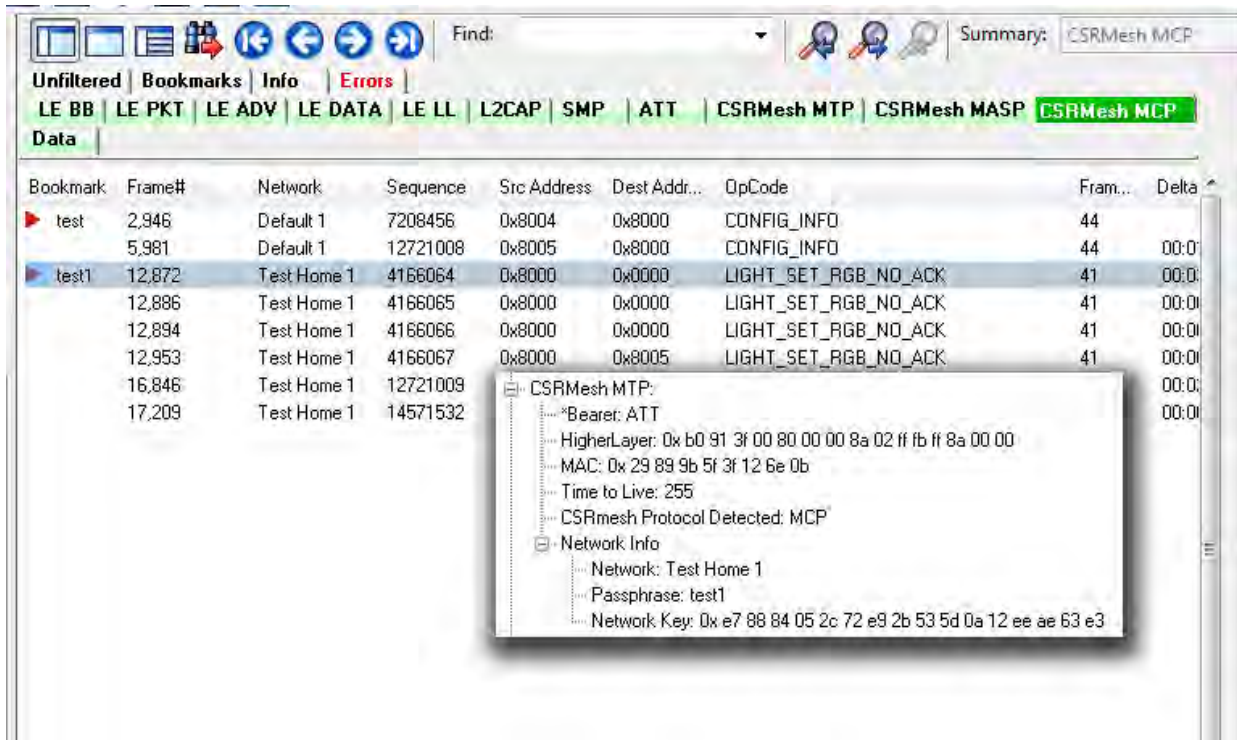 Find: Summary: CSRMesh MCP
Unfiltered Bookmarks Info Errors
LE BB LE PKT LE ADV LE DATA LE LL L2CAP SMP ATT CSRMesh MTP CSRMesh MASP CSRMesh MCP
Data
Bookmark Frame# Network Sequence Src Address Dest Addr... OpCode Fram... Delta
test 2,946 Default 1 7208456 0x8004 0x8000 CONFIG_INFO 44
5,981 Default 1 12721008 0x8005 0x8000 CONFIG_INFO 44
test1 12,872 Test Home 1 4166064 0x8000 0x0000 LIGHT_SET_RGB_NO_ACK 41
12,886 Test Home 1 4166065 0x8000 0x0000 LIGHT_SET_RGB_NO_ACK 41
12,894 Test Home 1 4166066 0x8000 0x0000 LIGHT_SET_RGB_NO_ACK 41
12,953 Test Home 1 4166067 0x8000 0x8005 LIGHT_SET_RGB_NO_ACK 41
16,846 Test Home 1 12721009
17,209 Test Home 1 14571532
CSRMesh MTP:
*Bearer: ATT
HigherLayer: 0x b0 91 3f 00 80 00 00 8a 02 ff fb ff 8a 00 00
MAC: 0x 29 89 9b 5f 3f 12 6e 0b
Time to Live: 255
CSRmesh Protocol Detected: MCP
Network Info
Network: Test Home 1
Passphrase: test1
Network Key: 0x e7 88 84 05 2c 72 e9 2b 53 5d 0a 12 ee ae 63 e3